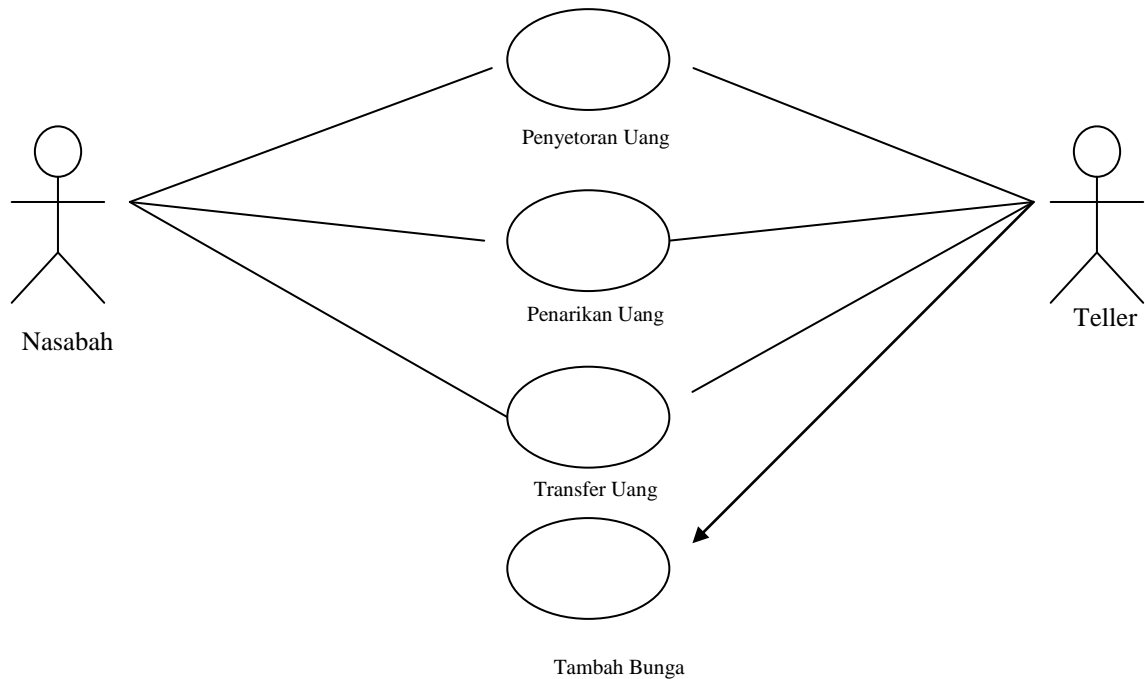 Penyetoran Uang
Penarikan Uang
Teller
Nasabah
Transfer Uang
Tambah Bunga